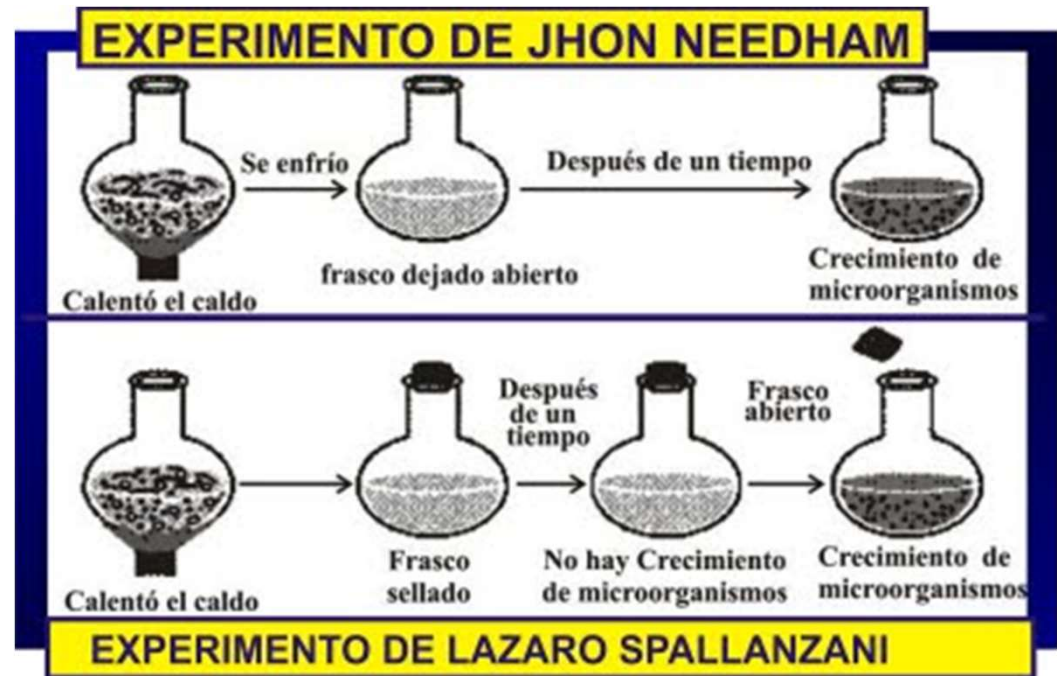 EXPERIMENTO DE JHON NEEDHAM
Se enfrío
Después de un tiempo
Calentó el caldo
frasco dejado abierto
Crecimiento de
microorganismos
Después
de un
tiempo
Frasco
abierto
Calentó el caldo
Frasco
sellado
No hay Crecimiento
de microorganismos
Crecimiento de
microorganismos
EXPERIMENTO DE LAZARO SPALLANZANI